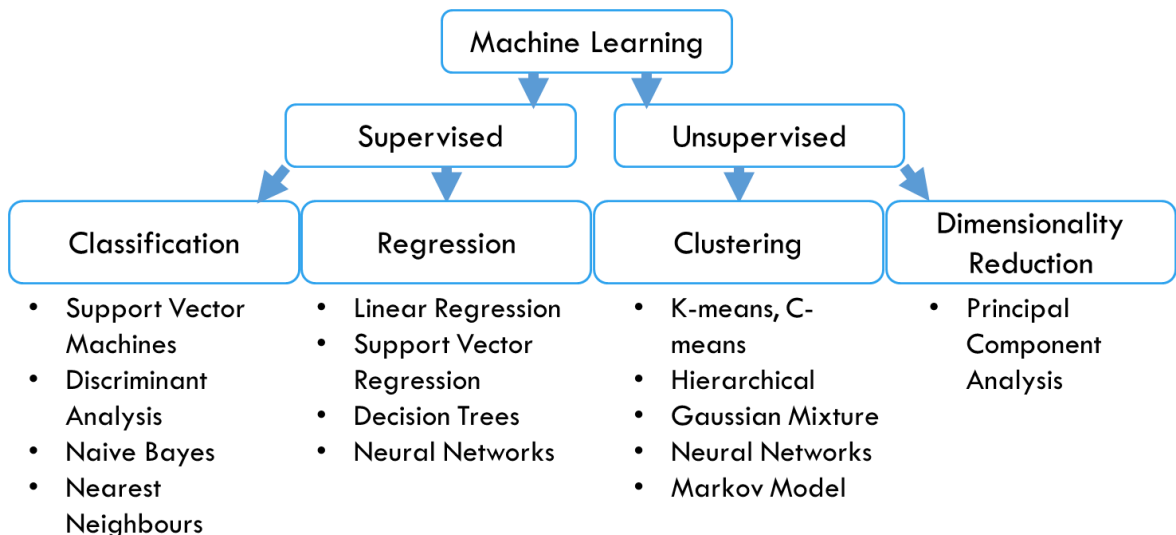 Machine Learning
Supervised
Unsupervised
Classification
Regression
Clustering
Dimensionality
Reduction
• Support Vector
Machines
• Discriminant
Analysis
• Naive Bayes
• Nearest
Neighbours
• Linear Regression
• Support Vector
Regression
• Decision Trees
• Neural Networks
• K-means, C-
means
• Hierarchical
• Gaussian Mixture
• Neural Networks
• Markov Model
• Principal
Component
Analysis